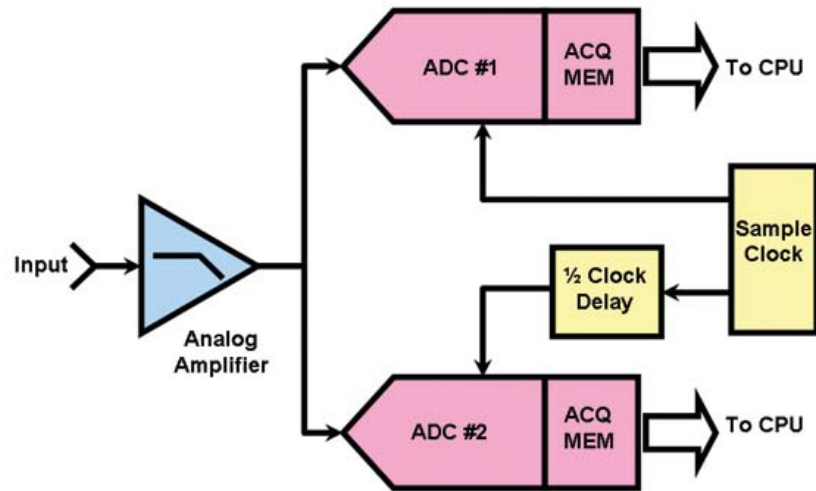 ADC #1
ACQ
MEM
To CPU
Sample
Clock
Input
½ Clock
Delay
Analog
Amplifier
ADC #2
ACQ
MEM
To CPU